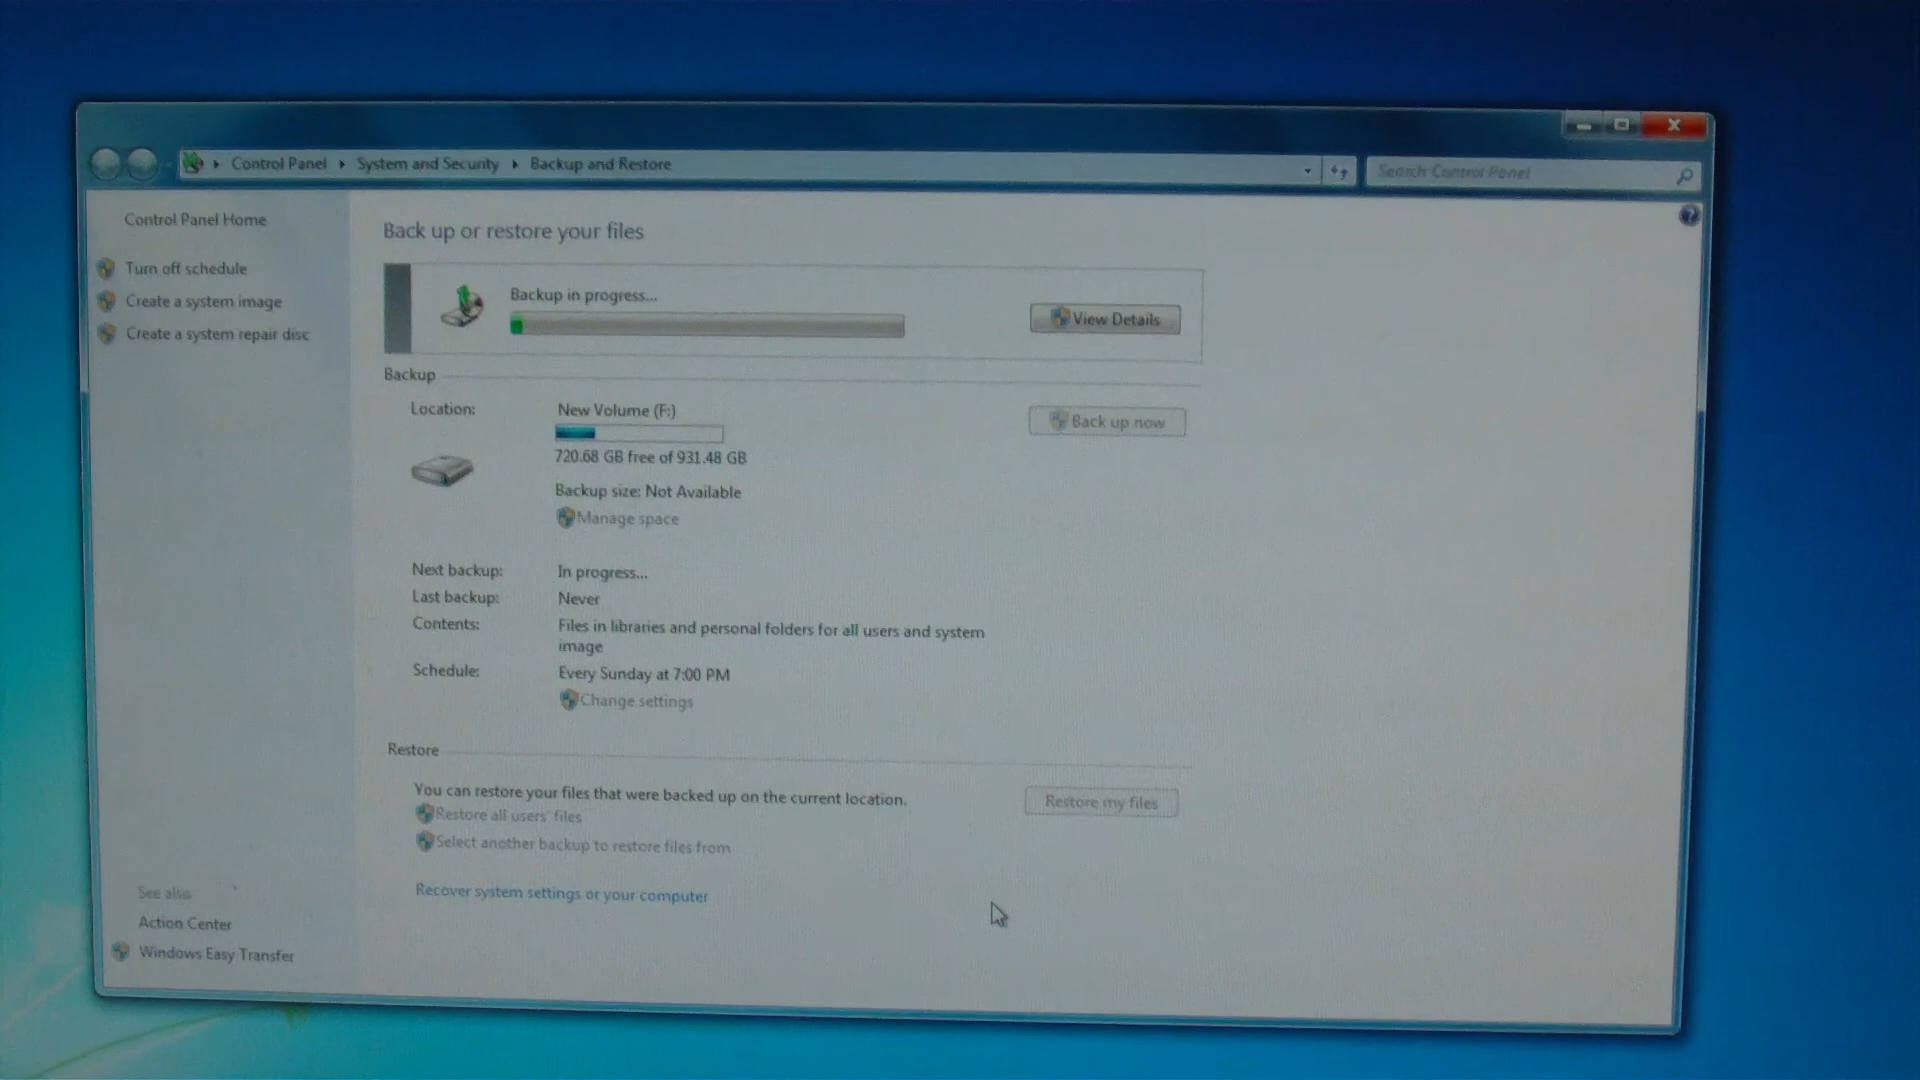 Control Panel System and Security Backup and Restore
Search Control Panel
Control Panel Home
Turn off schedule
Create a system image
Create a system repair disc
See also
Action Center
Windows Easy Transfer
Back up or restore your files
Backup in progress...
View Details
Backup
Location:
New Volume (F:)
Back up now
720.68 GB free of 931.48 GB
Backup size: Not Available
Manage space
Next backup: In progress...
Last backup: Never
Contents: Files in libraries and personal folders for all users and system
image
Schedule: Every Sunday at 7:00 PM
Change settings
Restore
You can restore your files that were backed up on the current location.
Restore my files
Restore all users' files
Select another backup to restore files from
Recover system settings or your computer